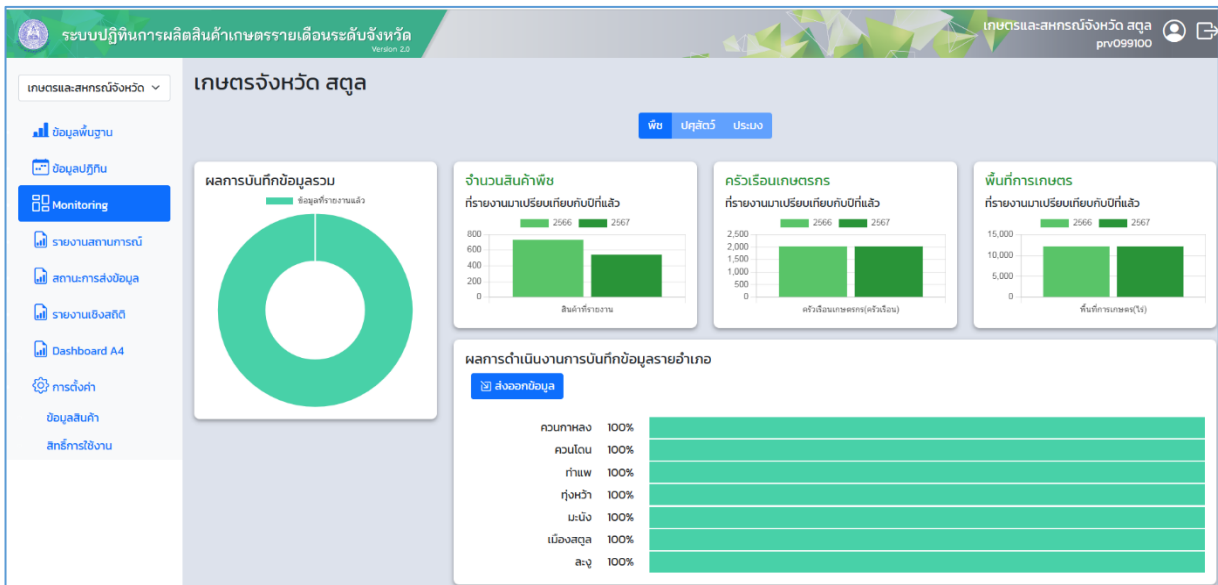 ระบบปฏิทินการผลิตสินค้าเกษตรรายเดือนระดับจังหวัด
Version 2.0
เกษตรและสหกรณ์จังหวัด สตูล
prv099100
เกษตรและสหกรณ์จังหวัด
ข้อมูลพื้นฐาน
ข้อมูลปฏิทิน
Monitoring
รายงานสถานการณ์
สถานะการส่งข้อมูล
รายงานเชิงสถิติ
Dashboard A4
การตั้งค่า
ข้อมูลสินค้า
สิทธิ์การใช้งาน
เกษตรจังหวัด สตูล
พืช ปศุสัตว์ ประมง
ผลการบันทึกข้อมูลรวม
ข้อมูลที่รายงานแล้ว
จำนวนสินค้าพืช
ที่รายงานมาเปรียบเทียบกับปีที่แล้ว
2566 2567
800
600
400
200
0
สินค้าที่รายงาน
ครัวเรือนเกษตรกร
ที่รายงานมาเปรียบเทียบกับปีที่แล้ว
2566 2567
2,500
2,000
1,500
1,000
500
0
ครัวเรือนเกษตรกร(ครัวเรือน)
พื้นที่การเกษตร
ที่รายงานมาเปรียบเทียบกับปีที่แล้ว
2566 2567
15,000
10,000
5,000
0
พื้นที่การเกษตร(ไร่)
ผลการดำเนินงานการบันทึกข้อมูลรายอำเภอ
ส่งออกข้อมูล
ควนกาหลง 100%
ควนโดน 100%
ท่าแพ 100%
ทุ่งหว้า 100%
มะนัง 100%
เมืองสตูล 100%
ละงู 100%